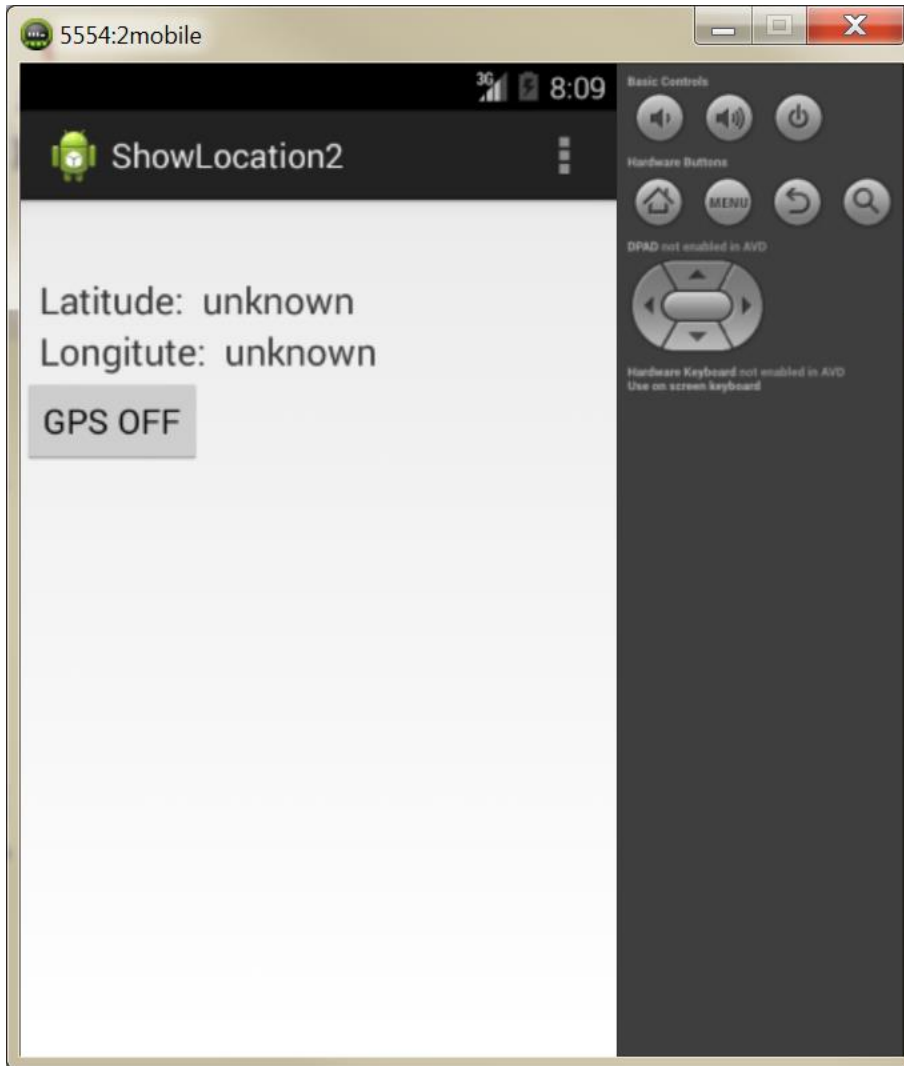 5554:2mobile
3G 8:09
ShowLocation2
Latitude: unknown
Longitute: unknown
GPS OFF
Basic Controls
Hardware Buttons
MENU
DPAD not enabled in AVD
Hardware Keyboard not enabled in AVD
Use on screen keyboard